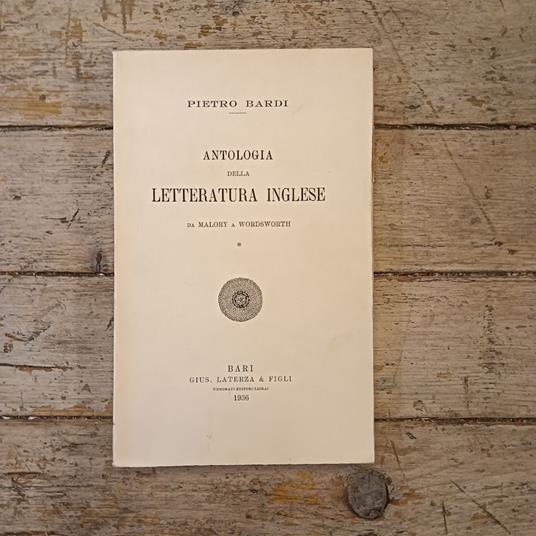 PIETRO BARDI
ANTOLOGIA
DELLA
LETTERATURA INGLESE
DA MALORY A WORDSWORTH
*
BARI
GIUS. LATERZA & FIGLI
TIPOGRAFI-EDITORI-LIBRAI
1936